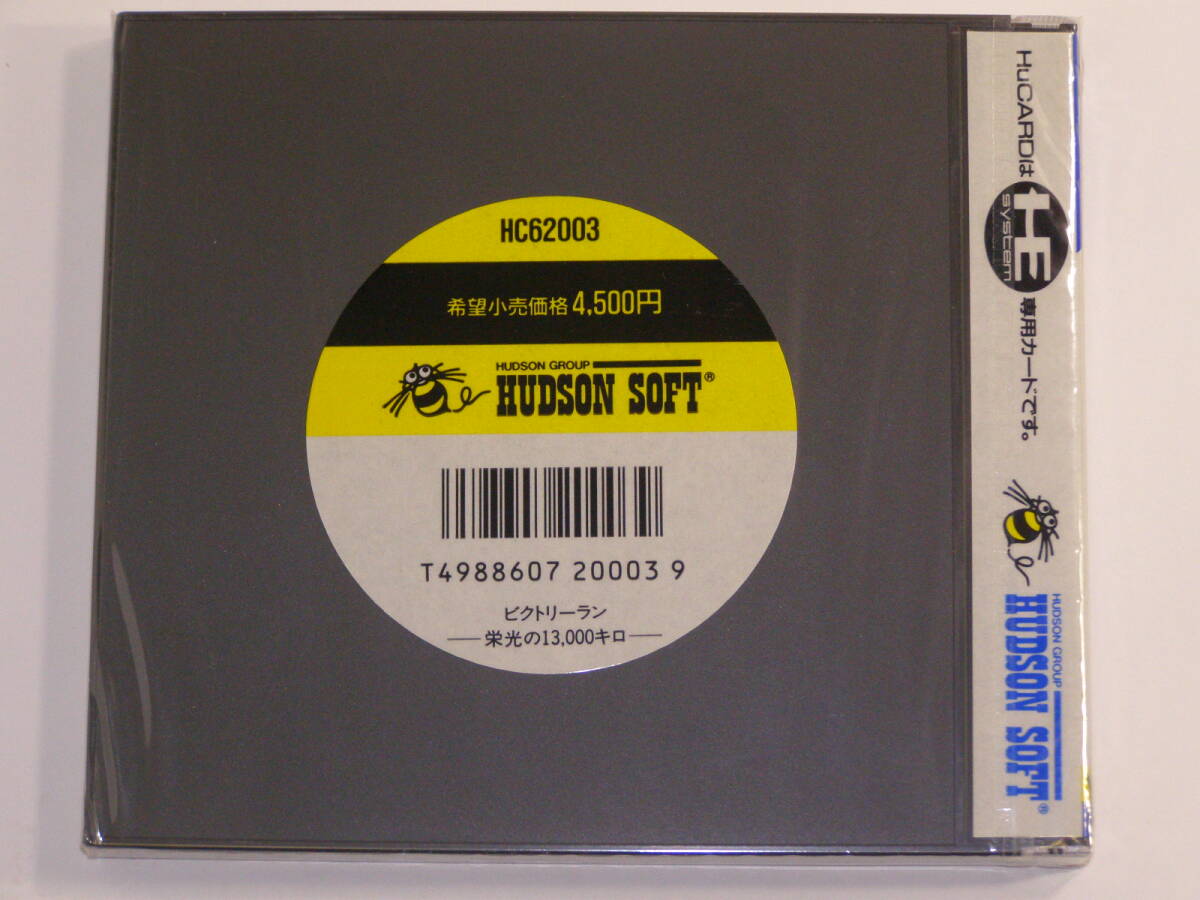 HC62003
希望小売価格 4,500円
HUDSON GROUP
HUDSON SOFT®
T4988607 20003 9
ビクトリーラン
栄光の13,000キロ
HuCARDは HE system 専用カードです。
HUDSON GROUP
HUDSON SOFT®